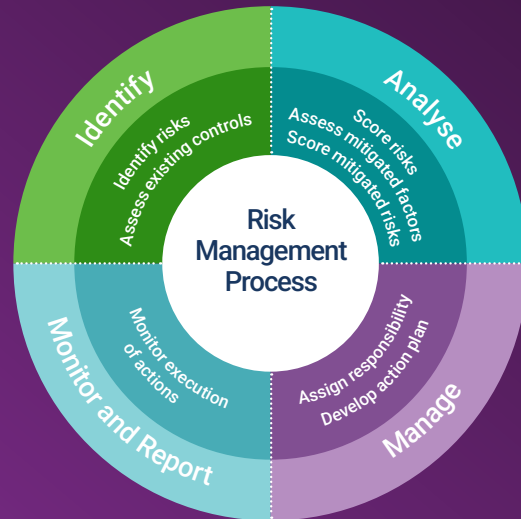 Risk
Management
Process
Identify
Identify risks
Assess existing controls
Analyse
Score risks
Assess mitigated factors
Score mitigated risks
Manage
Assign responsibility
Develop action plan
Monitor and Report
Monitor execution
of actions